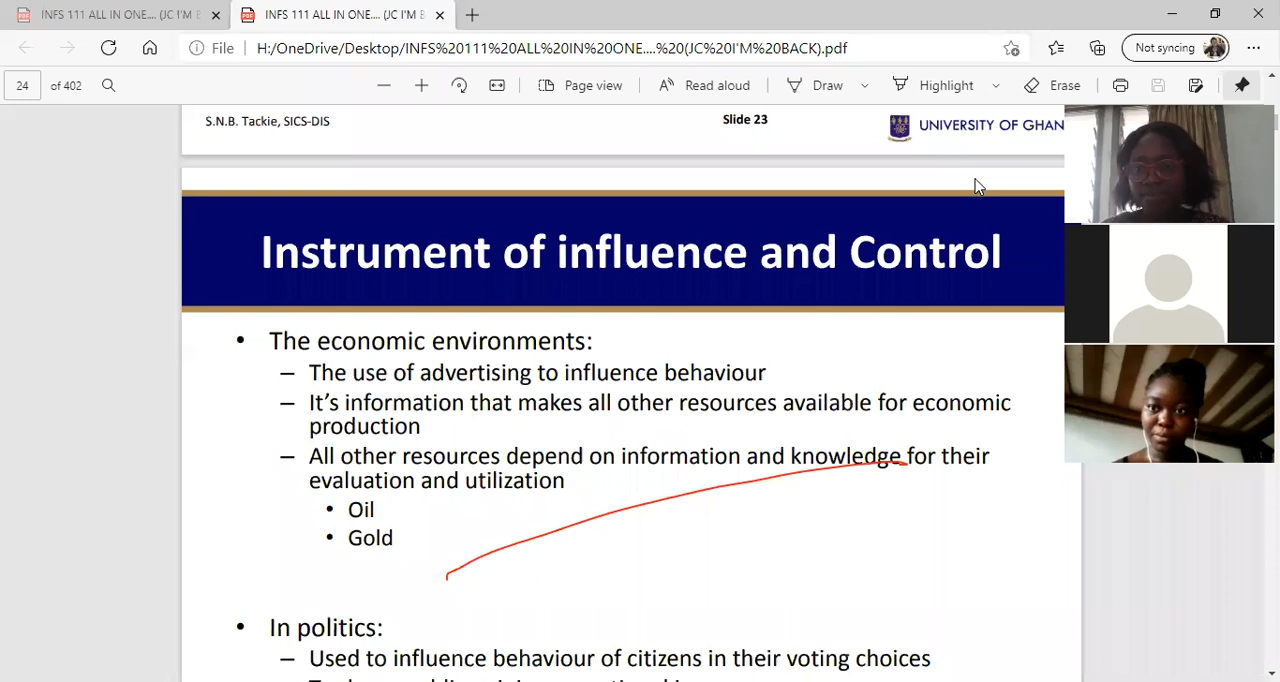 INFS 111 ALL IN ONE.... (JC I'M B
INFS 111 ALL IN ONE.... (JC I'M B
File
H:/OneDrive/Desktop/INFS%20111%20ALL%20IN%20ONE....%20(JC%20I'M%20BACK).pdf
Not syncing
24 of 402
Page view
Read aloud
Draw
Highlight
Erase
S.N.B. Tackie, SICS-DIS
Slide 23
UNIVERSITY OF GHAN
Instrument of influence and Control
• The economic environments:
– The use of advertising to influence behaviour
– It’s information that makes all other resources available for economic
production
– All other resources depend on information and knowledge for their
evaluation and utilization
• Oil
• Gold
• In politics:
– Used to influence behaviour of citizens in their voting choices